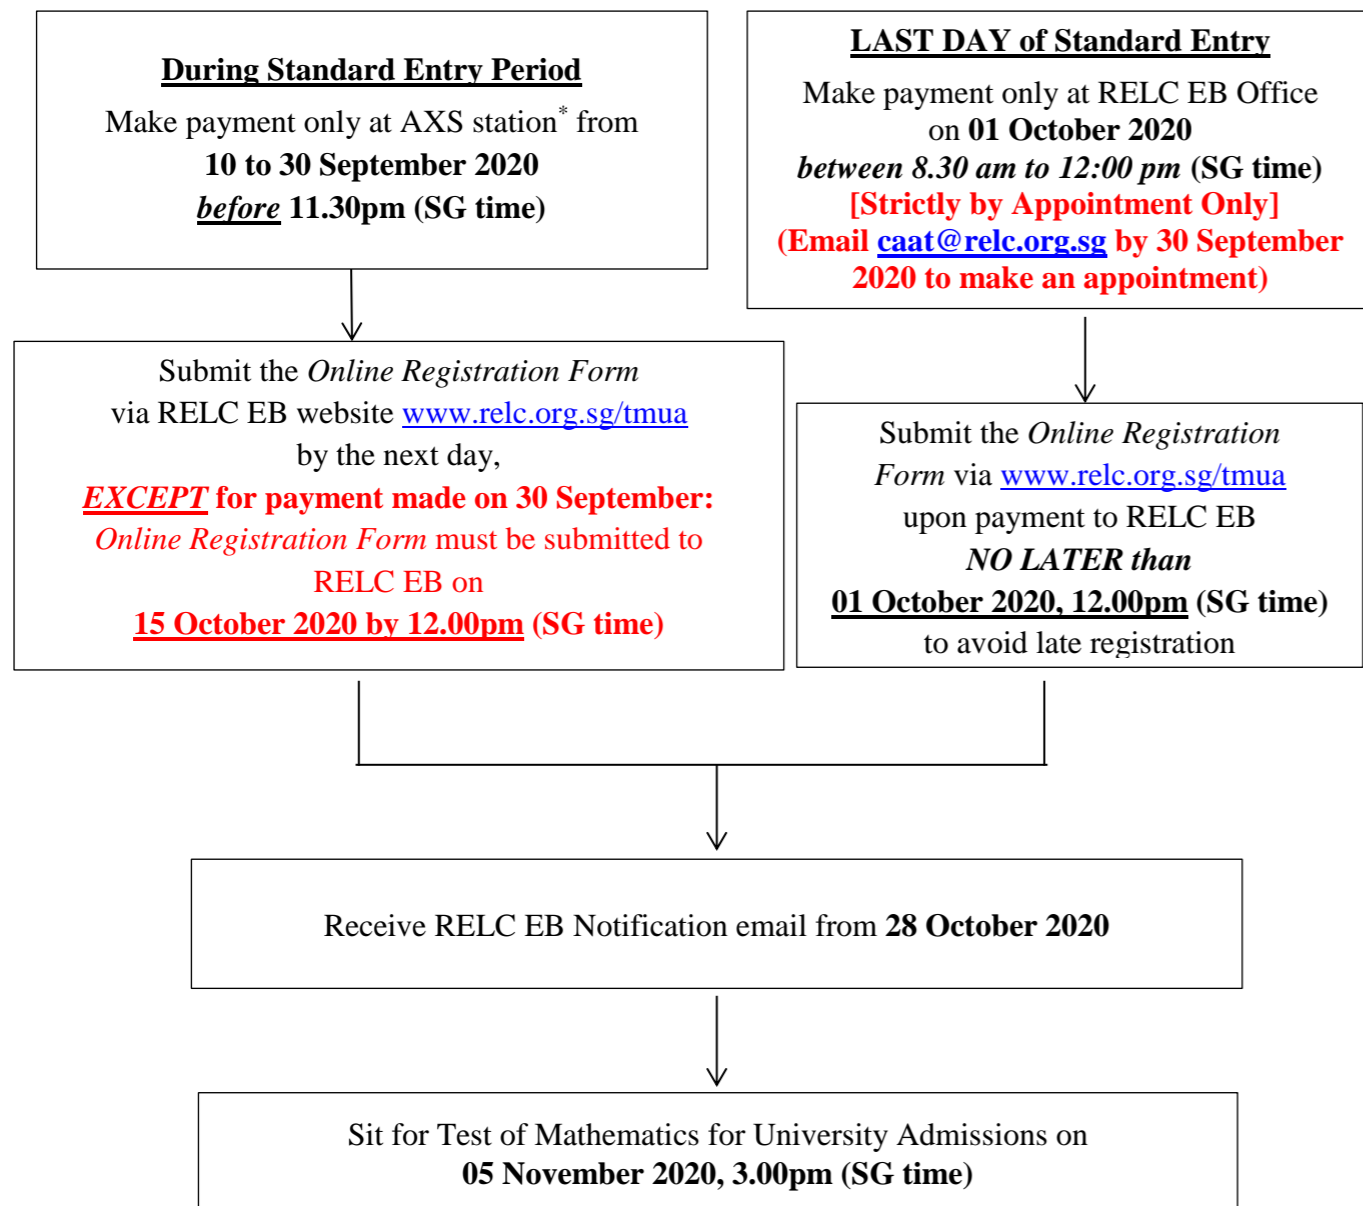 During Standard Entry Period
Make payment only at AXS station* from
10 to 30 September 2020
before 11.30pm (SG time)
LAST DAY of Standard Entry
Make payment only at RELC EB Office
on 01 October 2020
between 8.30 am to 12:00 pm (SG time)
[Strictly by Appointment Only]
(Email caat@relc.org.sg by 30 September
2020 to make an appointment)
Submit the Online Registration Form
via RELC EB website www.relc.org.sg/tmua
by the next day,
EXCEPT for payment made on 30 September:
Online Registration Form must be submitted to
RELC EB on
15 October 2020 by 12.00pm (SG time)
Submit the Online Registration
Form via www.relc.org.sg/tmua
upon payment to RELC EB
NO LATER than
01 October 2020, 12.00pm (SG time)
to avoid late registration
Receive RELC EB Notification email from 28 October 2020
Sit for Test of Mathematics for University Admissions on
05 November 2020, 3.00pm (SG time)